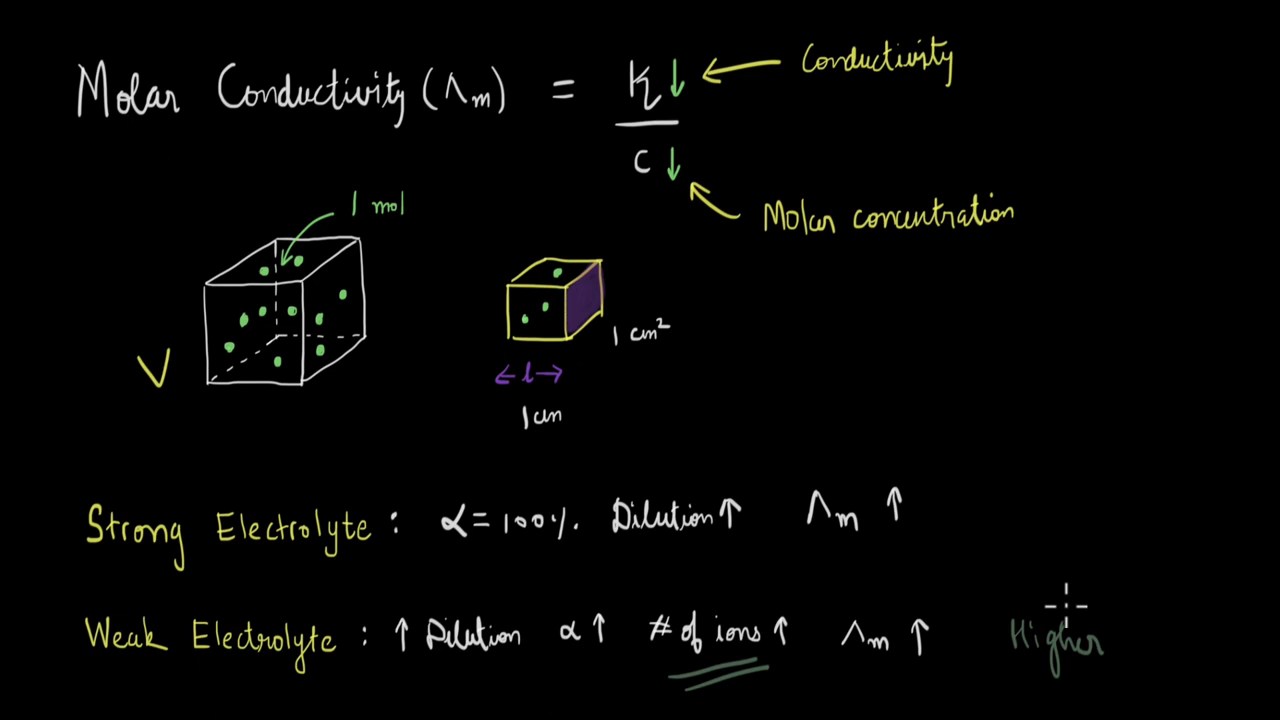 Molar Conductivity (Λm) = K↓ / C↓
← Conductivity
Molar concentration
1 mol
V
1 cm²
← l →
1 cm
Strong Electrolyte : α = 100%. Dilution ↑ Λm ↑
Weak Electrolyte : ↑ Dilution α ↑ # of ions ↑ Λm ↑ Higher